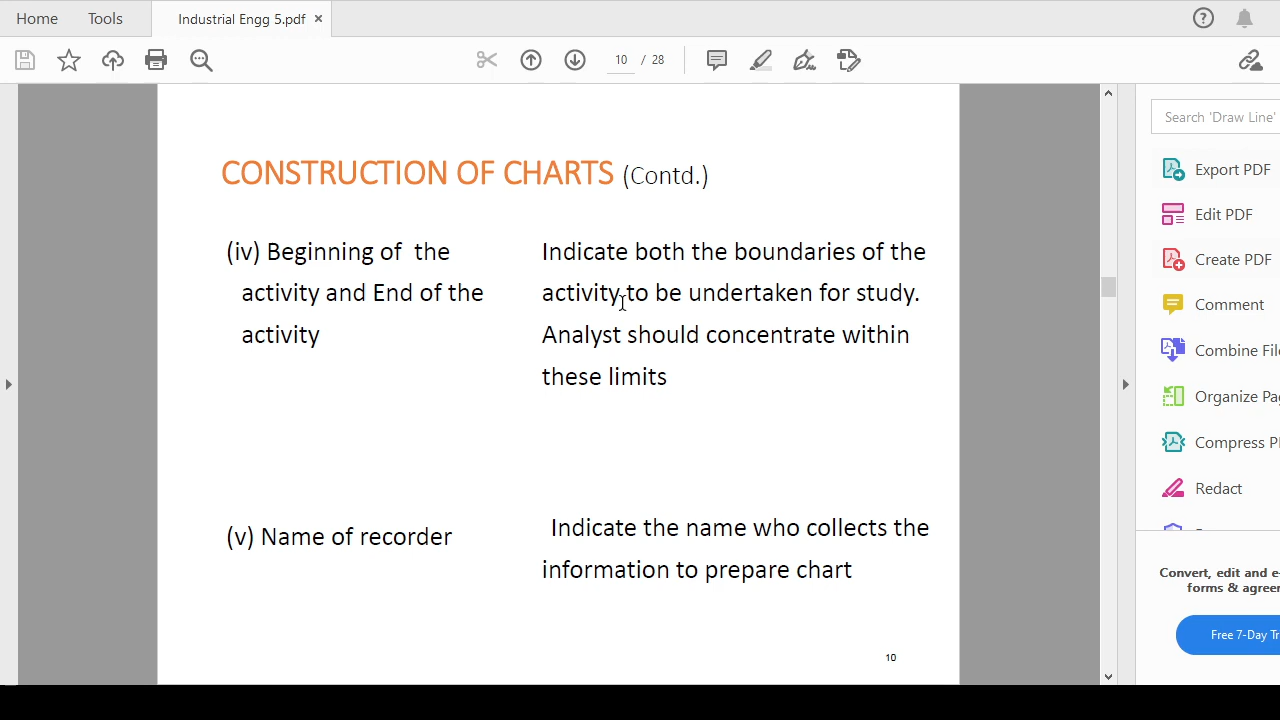 Home
Tools
Industrial Engg 5.pdf ×
10 / 28
Search 'Draw Line'
CONSTRUCTION OF CHARTS (Contd.)
(iv) Beginning of the
activity and End of the
activity
Indicate both the boundaries of the
activity to be undertaken for study.
Analyst should concentrate within
these limits
(v) Name of recorder
Indicate the name who collects the
information to prepare chart
10
Export PDF
Edit PDF
Create PDF
Comment
Combine File
Organize Pag
Compress P
Redact
Convert, edit and e-
forms & agreer
Free 7-Day Tr